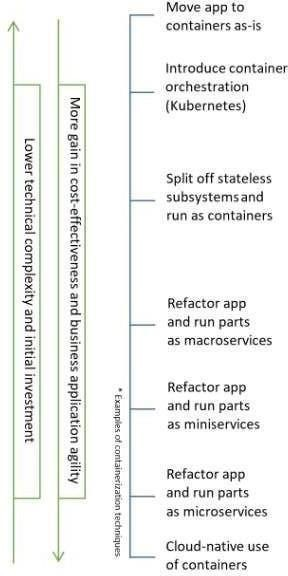 Move app to
containers as-is
Introduce container
orchestration
(Kubernetes)
Split off stateless
subsystems and
run as containers
Refactor app
and run parts
as macroservices
Refactor app
and run parts
as miniservices
Refactor app
and run parts
as microservices
Cloud-native use
of containers
Lower technical complexity and initial investment
More gain in cost-effectiveness and business application agility
* Examples of containerization techniques